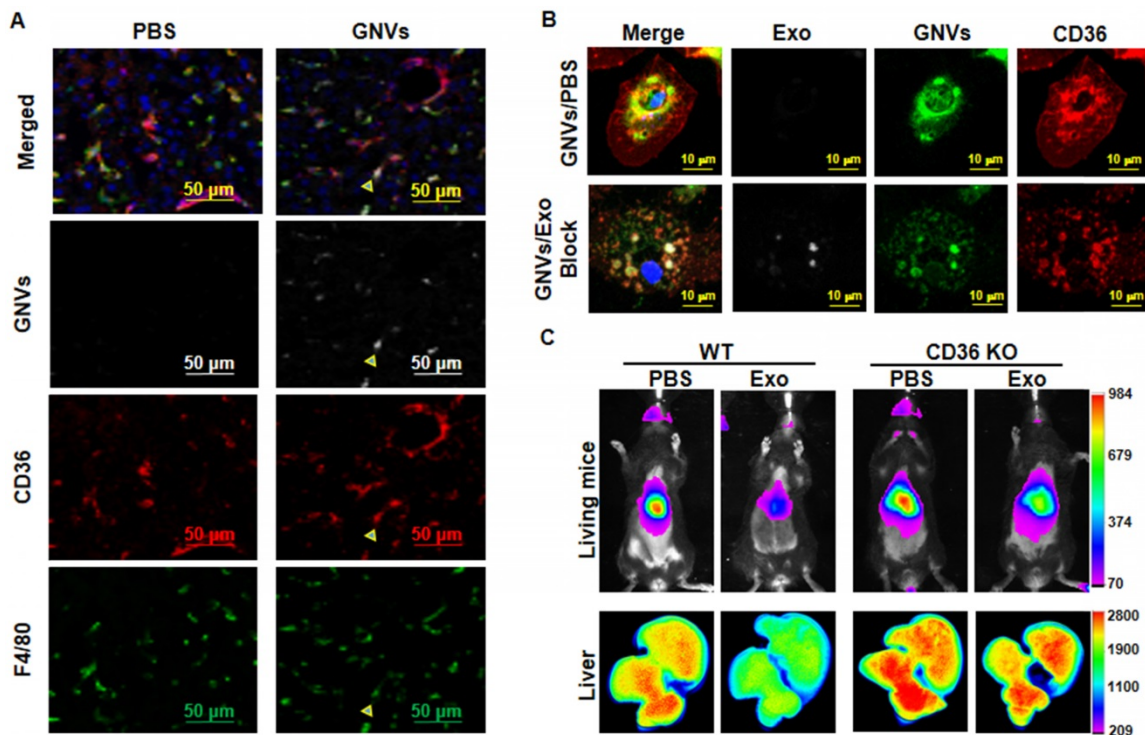 A
PBS GNVs
Merged
50 µm 50 µm
GNVs
50 µm 50 µm
CD36
50 µm 50 µm
F4/80
50 µm 50 µm
B
Merge Exo GNVs CD36
GNVs/PBS
10 µm 10 µm 10 µm 10 µm
GNVs/Exo
Block
10 µm 10 µm 10 µm 10 µm
C
WT CD36 KO
PBS Exo PBS Exo
Living mice
984
679
374
70
Liver
2800
1900
1100
209